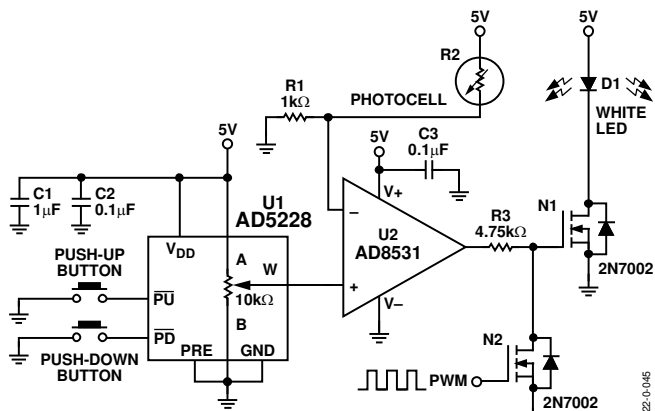 5V
5V
R2
R1
1kΩ
PHOTOCELL
D1
WHITE
LED
5V
C3
0.1µF
5V
V+
C1
1µF
C2
0.1µF
U1
AD5228
VDD
A
W
10kΩ
B
–
U2
AD8531
+
V–
R3
4.75kΩ
N1
2N7002
PUSH-UP
BUTTON
PU
PD
PUSH-DOWN
BUTTON
PRE
GND
PWM
N2
2N7002
22-0-045